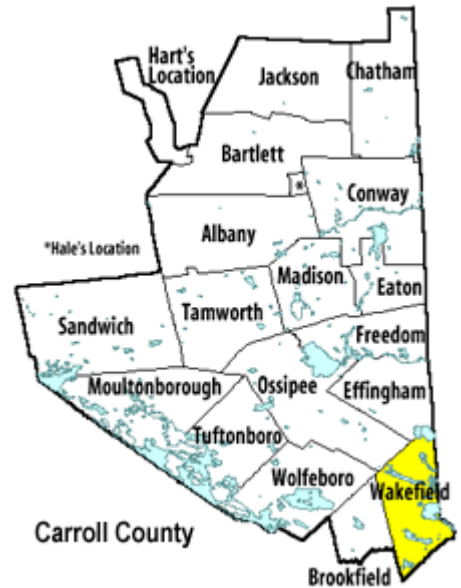 Hart's
Location
Jackson
Chatham
Bartlett
*
Conway
Albany
*Hale's Location
Madison
Eaton
Tamworth
Sandwich
Freedom
Moultonborough
Ossipee
Effingham
Tuftonboro
Wolfeboro
Wakefield
Carroll County
Brookfield